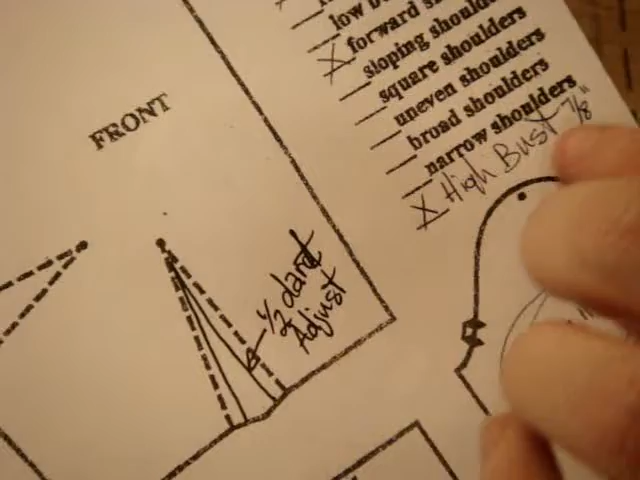 low
forward
X sloping
square shoulders
uneven shoulders
broad shoulders
narrow shoulders
X High Bust 7/8"
FRONT
1/2 dart
Adjust